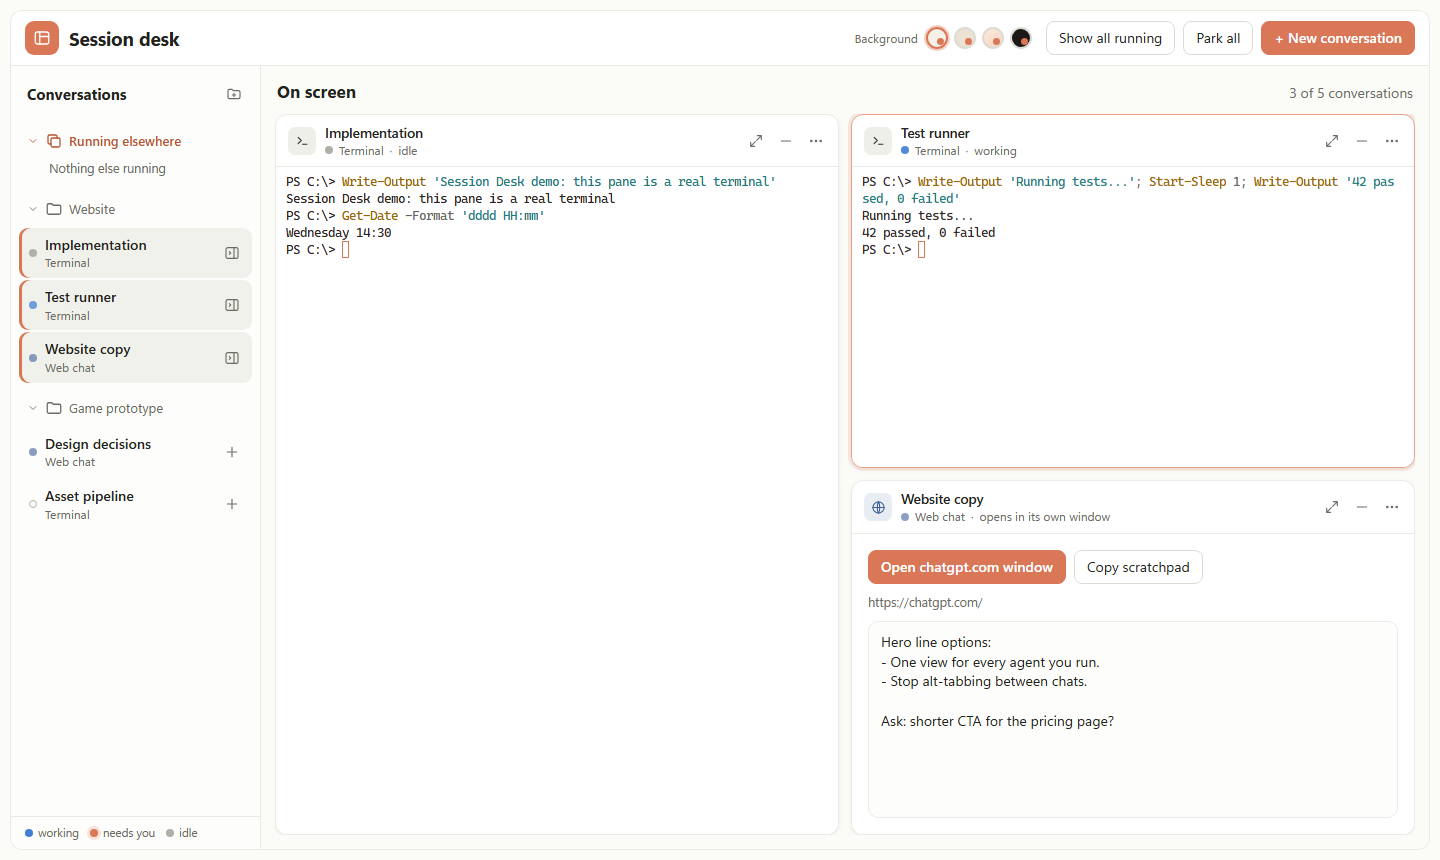 Session desk
Background
Show all running
Park all
+ New conversation
Conversations
Running elsewhere
Nothing else running
Website
Implementation
Terminal
Test runner
Terminal
Website copy
Web chat
Game prototype
Design decisions
Web chat
Asset pipeline
Terminal
working
needs you
idle
On screen
3 of 5 conversations
Implementation
Terminal · idle
PS C:\> Write-Output 'Session Desk demo: this pane is a real terminal'
Session Desk demo: this pane is a real terminal
PS C:\> Get-Date -Format 'dddd HH:mm'
Wednesday 14:30
PS C:\>
Test runner
Terminal · working
PS C:\> Write-Output 'Running tests...'; Start-Sleep 1; Write-Output '42 pas
sed, 0 failed'
Running tests...
42 passed, 0 failed
PS C:\>
Website copy
Web chat · opens in its own window
Open chatgpt.com window
Copy scratchpad
https://chatgpt.com/
Hero line options:
- One view for every agent you run.
- Stop alt-tabbing between chats.
Ask: shorter CTA for the pricing page?